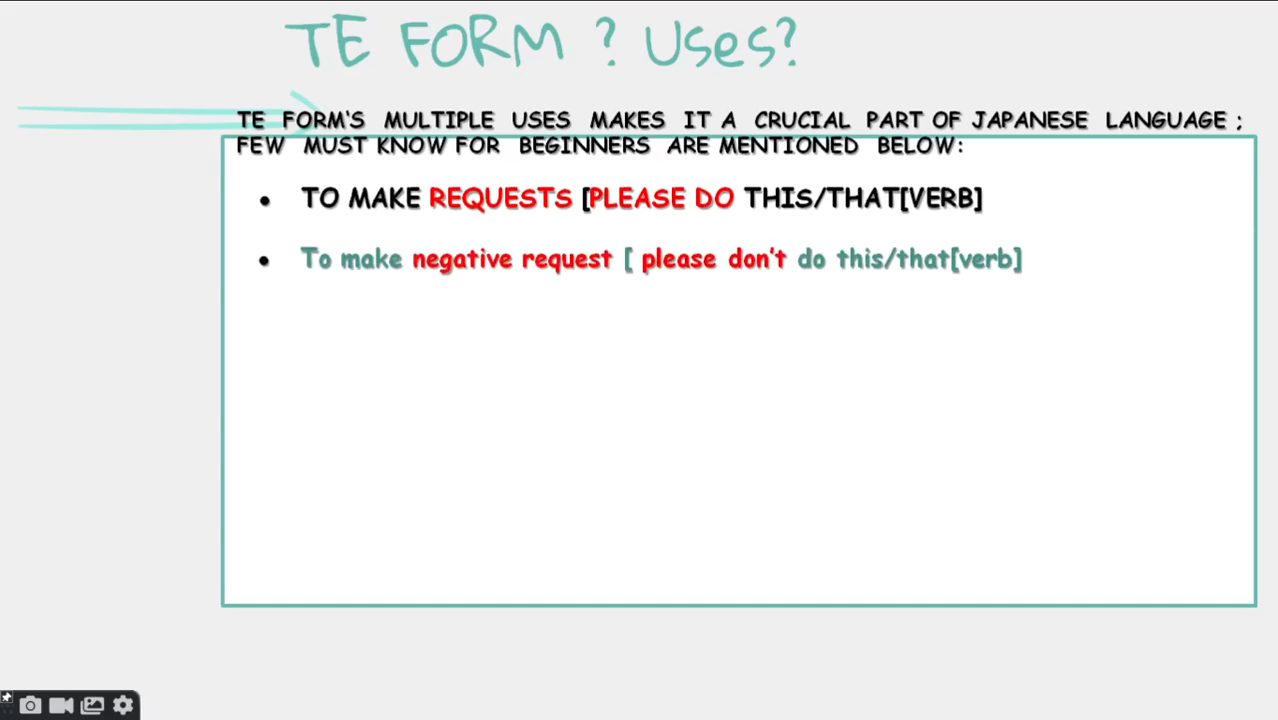 TE FORM ? Uses?
TE FORM'S MULTIPLE USES MAKES IT A CRUCIAL PART OF JAPANESE LANGUAGE ;
FEW MUST KNOW FOR BEGINNERS ARE MENTIONED BELOW:
• TO MAKE REQUESTS [PLEASE DO THIS/THAT[VERB]
• To make negative request [ please don't do this/that[verb]